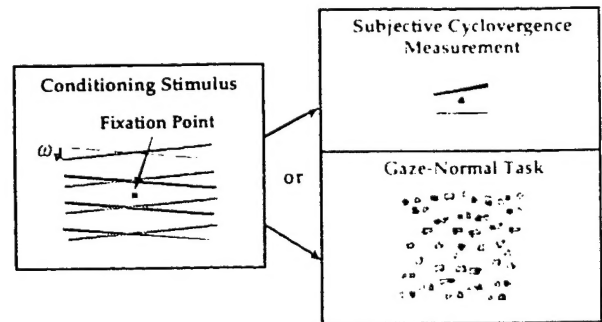 Conditioning Stimulus
Fixation Point
ω
or
Subjective Cyclovergence
Measurement
Gaze-Normal Task